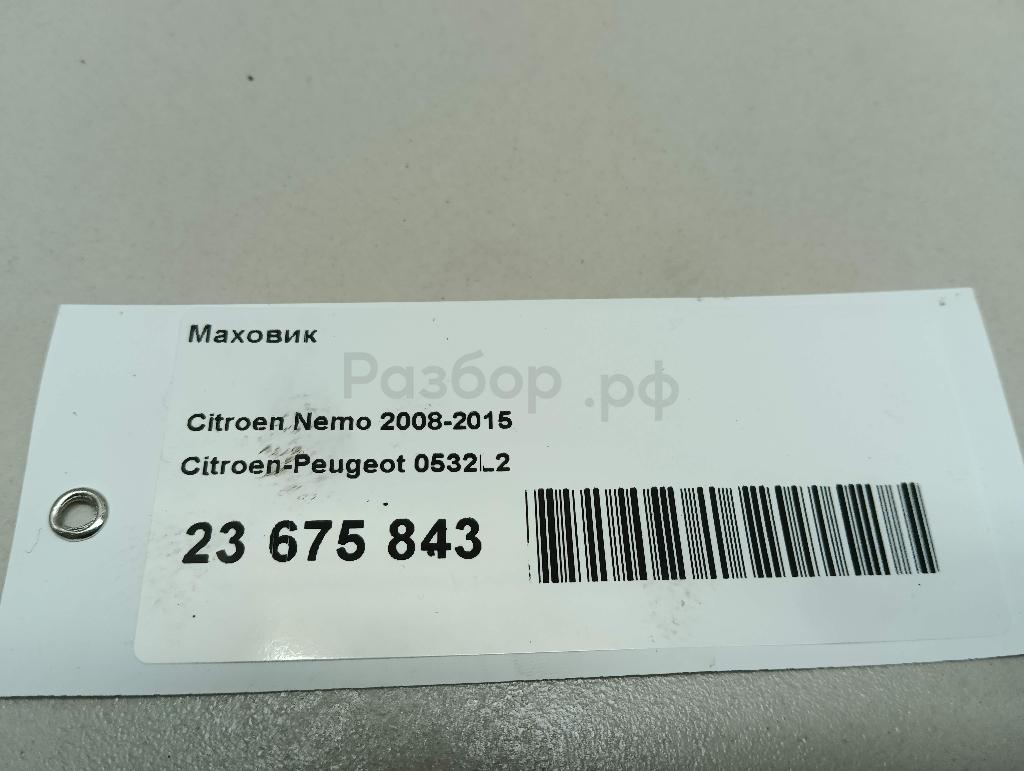 Маховик
Разбор.рф
Citroen Nemo 2008-2015
Citroen-Peugeot 0532L2
23 675 843